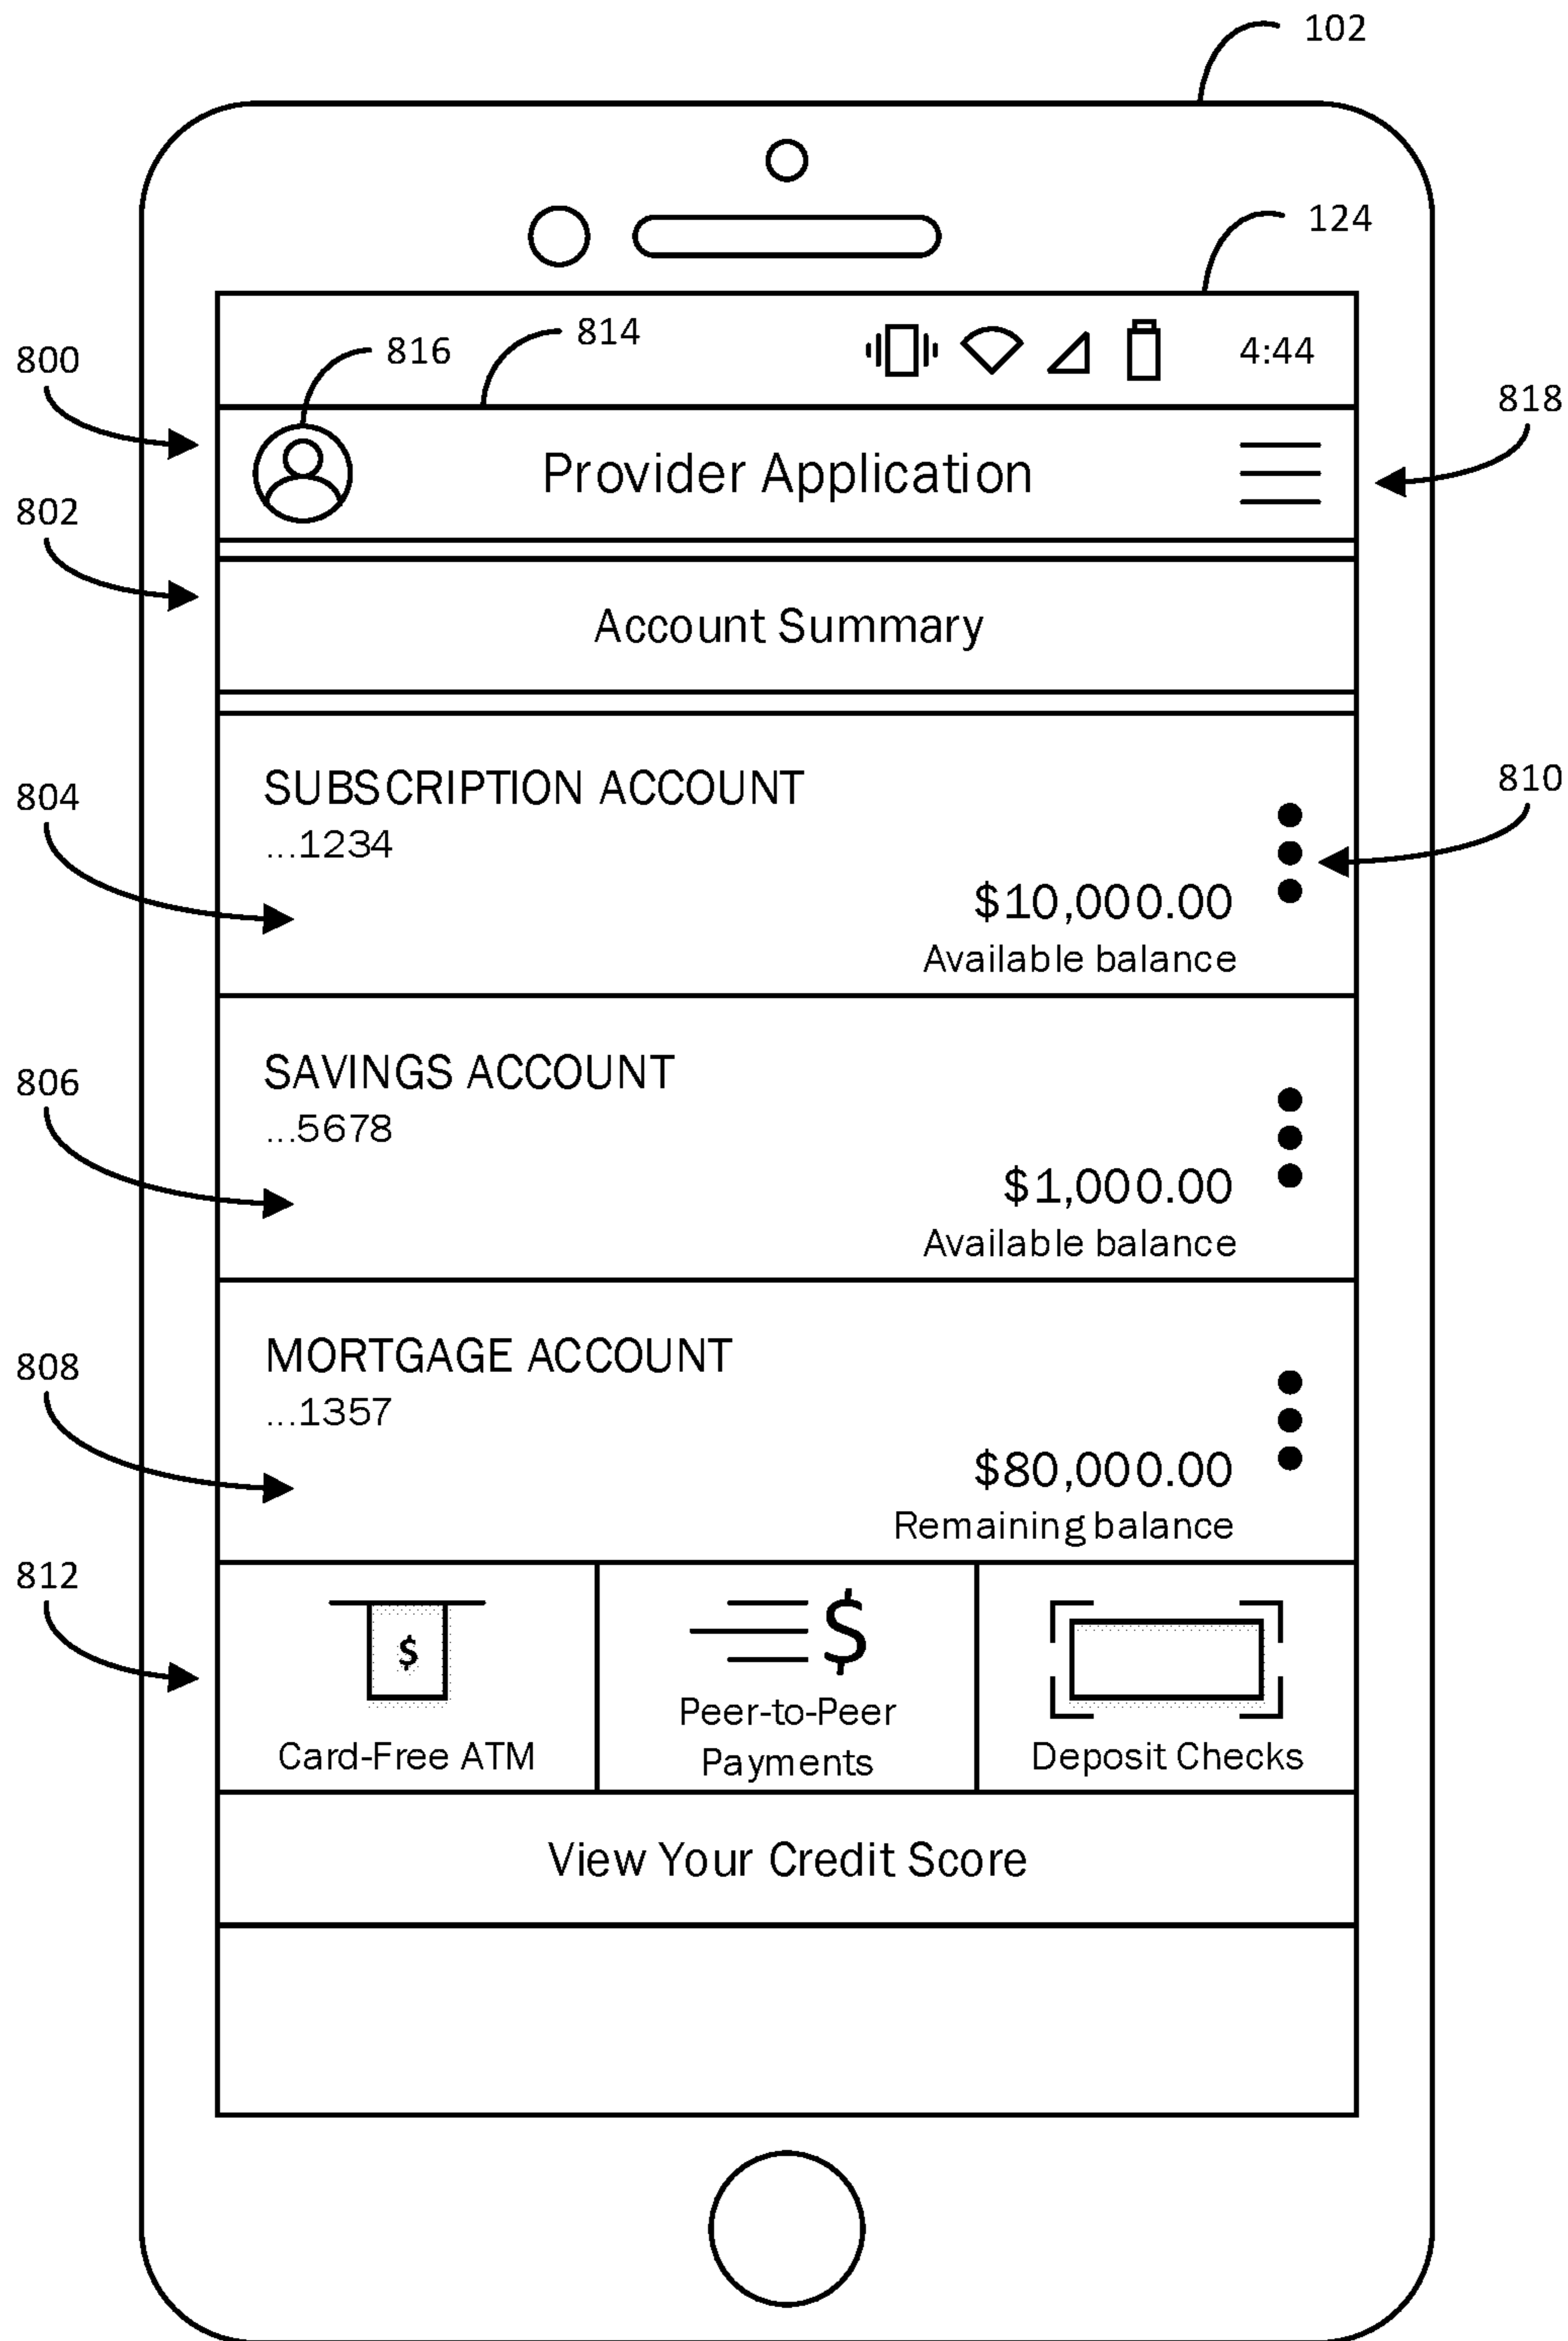 102
124
816
814
4:44
800
818
Provider Application
802
Account Summary
SUBSCRIPTION ACCOUNT
804
810
...1234
$10,000.00
Available balance
SAVINGS ACCOUNT
806
...5678
$1,000.00
Available balance
MORTGAGE ACCOUNT
808
...1357
$80,000.00
Remaining balance
812
$
$
Card-Free ATM
Peer-to-Peer
Payments
Deposit Checks
View Your Credit Score